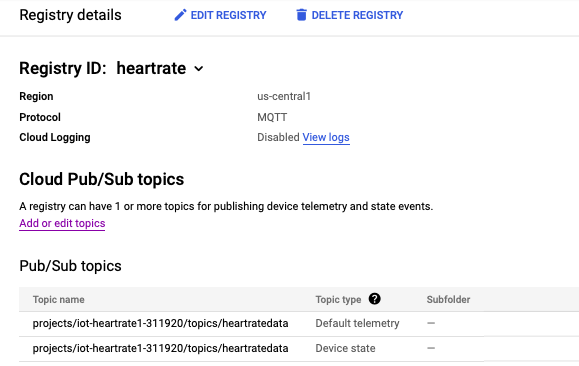 Registry details EDIT REGISTRY DELETE REGISTRY
Registry ID: heartrate
Region us-central1
Protocol MQTT
Cloud Logging Disabled View logs
Cloud Pub/Sub topics
A registry can have 1 or more topics for publishing device telemetry and state events.
Add or edit topics
Pub/Sub topics
Topic name Topic type ? Subfolder
projects/iot-heartrate1-311920/topics/heartratedata Default telemetry —
projects/iot-heartrate1-311920/topics/heartratedata Device state —